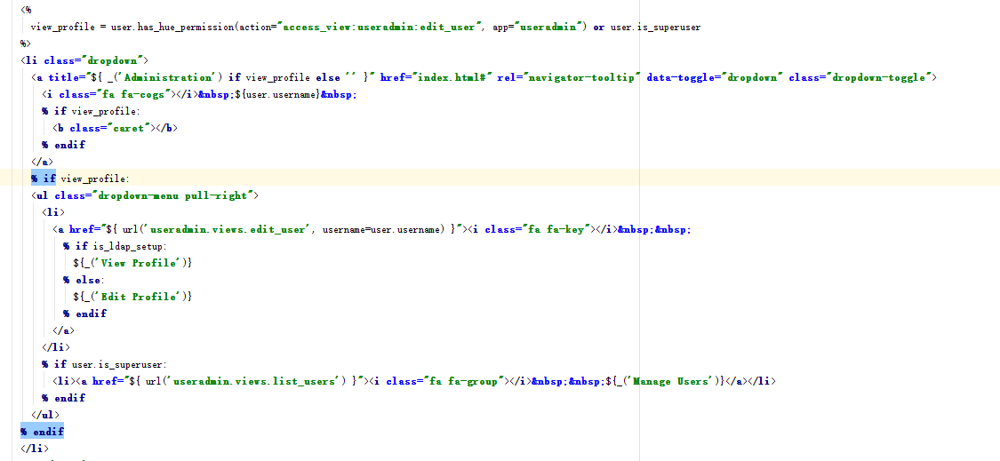 <%
view_profile = user.has_hue_permission(action="access_view:useradmin:edit_user", app="useradmin") or user.is_superuser
%>
<li class="dropdown">
<a title="${ _('Administration') if view_profile else '' }" href="index.html#" rel="navigator-tooltip" data-toggle="dropdown" class="dropdown-toggle">
<i class="fa fa-cogs"></i>&nbsp;${user.username}&nbsp;
% if view_profile:
<b class="caret"></b>
% endif
</a>
% if view_profile:
<ul class="dropdown-menu pull-right">
<li>
<a href="${ url('useradmin.views.edit_user', username=user.username) }"><i class="fa fa-key"></i>&nbsp;&nbsp;
% if is_ldap_setup:
${_('View Profile')}
% else:
${_('Edit Profile')}
% endif
</a>
</li>
% if user.is_superuser:
<li><a href="${ url('useradmin.views.list_users') }"><i class="fa fa-group"></i>&nbsp;&nbsp;${_('Manage Users')}</a></li>
% endif
</ul>
% endif
</li>